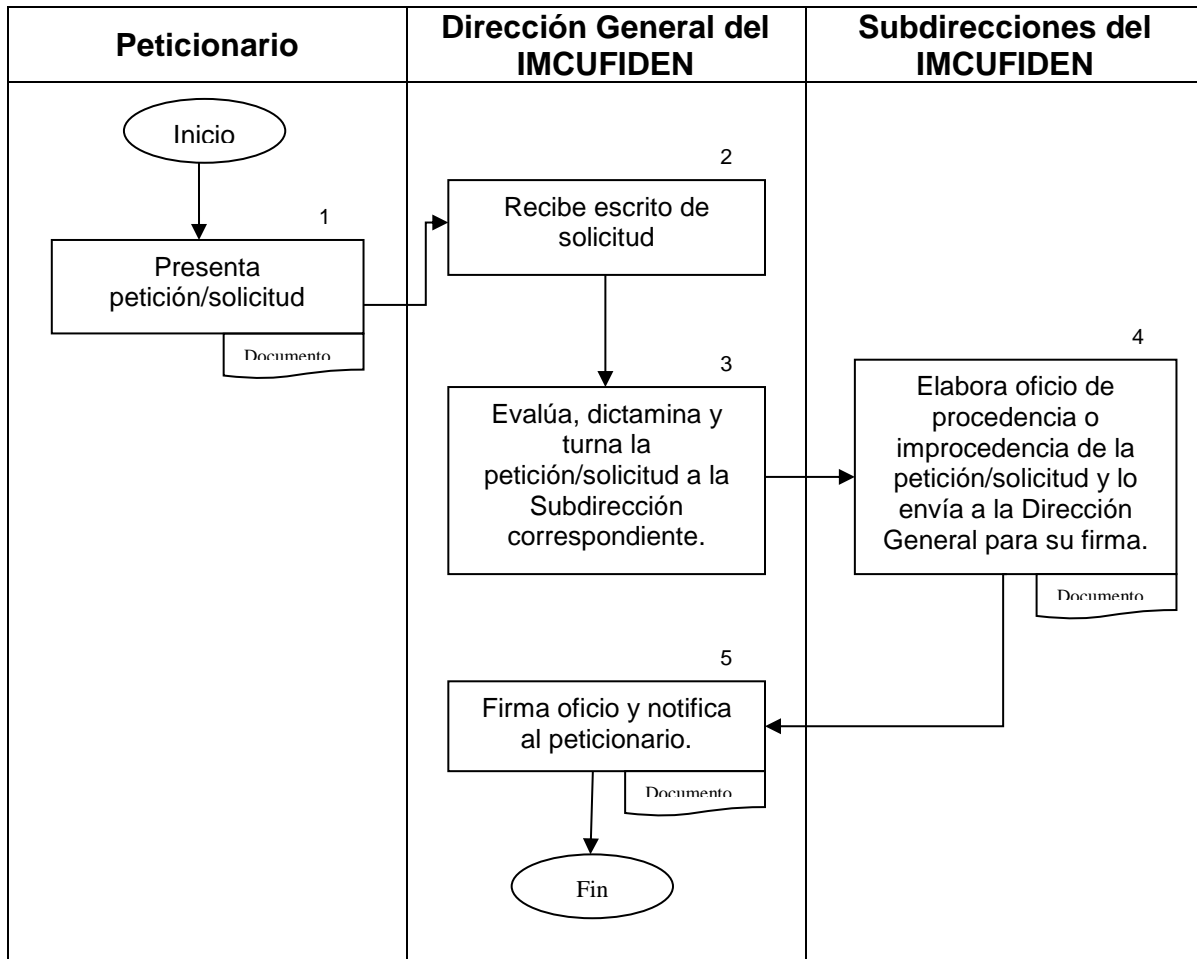 Peticionario
Dirección General del
IMCUFIDEN
Subdirecciones del
IMCUFIDEN
Inicio
1
Presenta
petición/solicitud
Documento
2
Recibe escrito de
solicitud
3
Evalúa, dictamina y
turna la
petición/solicitud a la
Subdirección
correspondiente.
4
Elabora oficio de
procedencia o
improcedencia de la
petición/solicitud y lo
envía a la Dirección
General para su firma.
Documento
5
Firma oficio y notifica
al peticionario.
Documento
Fin